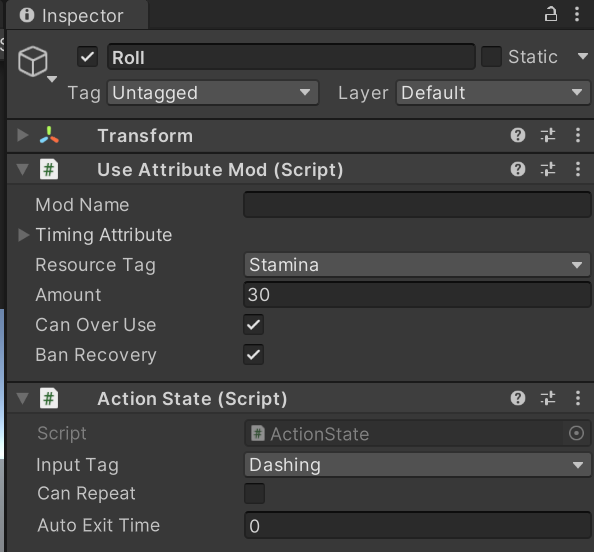 Inspector
Roll
Static
Tag Untagged Layer Default
Transform
Use Attribute Mod (Script)
Mod Name
Timing Attribute
Resource Tag Stamina
Amount 30
Can Over Use
Ban Recovery
Action State (Script)
Script ActionState
Input Tag Dashing
Can Repeat
Auto Exit Time 0